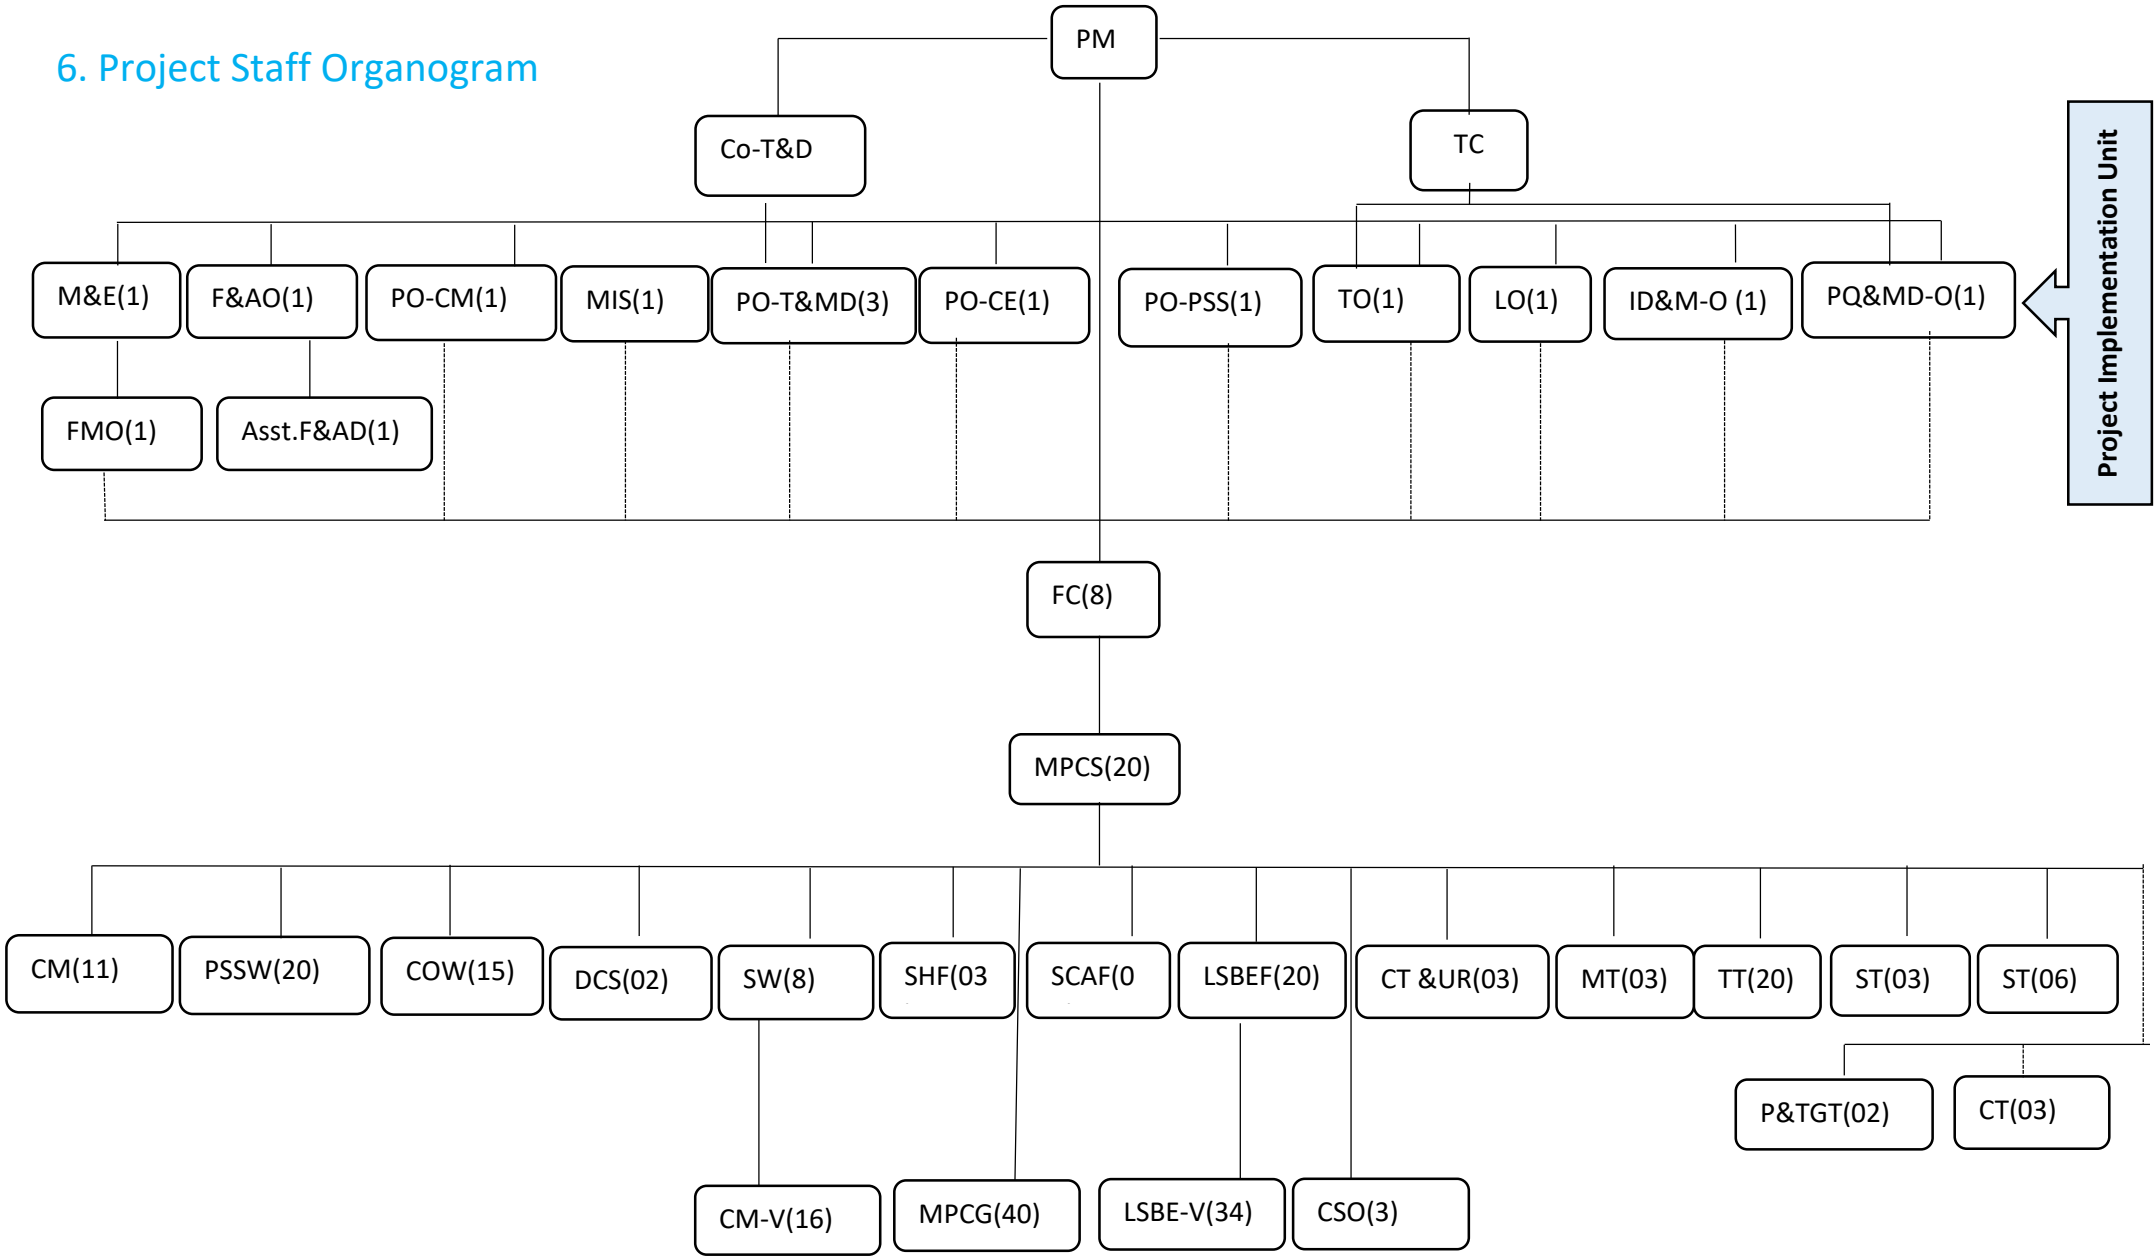 PM
6. Project Staff Organogram
Co-T&D
TC
Project Implementation Unit
M&E(1)
F&AO(1)
PO-CM(1)
MIS(1)
PO-T&MD(3)
PO-CE(1)
PO-PSS(1)
TO(1)
LO(1)
ID&M-O (1)
PQ&MD-O(1)
FMO(1)
Asst.F&AD(1)
FC(8)
MPCS(20)
CM(11)
PSSW(20)
COW(15)
DCS(02)
SW(8)
SHF(03
SCAF(0
LSBEF(20)
CT &UR(03)
MT(03)
TT(20)
ST(03)
ST(06)
P&TGT(02)
CT(03)
CM-V(16)
MPCG(40)
LSBE-V(34)
CSO(3)